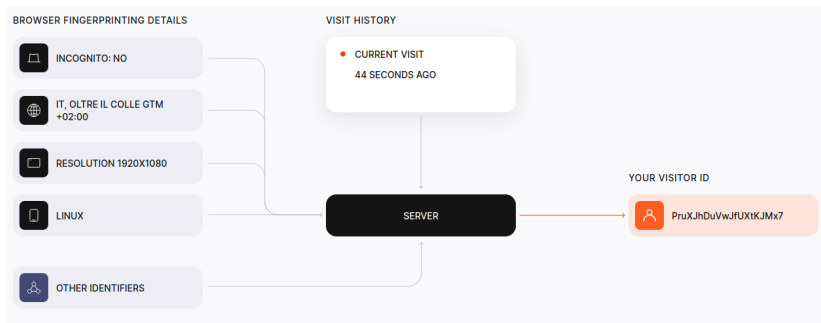 BROWSER FINGERPRINTING DETAILS
INCOGNITO: NO
IT, OLTRE IL COLLE GTM
+02:00
RESOLUTION 1920X1080
LINUX
OTHER IDENTIFIERS
VISIT HISTORY
CURRENT VISIT
44 SECONDS AGO
SERVER
YOUR VISITOR ID
PruXJhDuVwJfUXtKJMx7